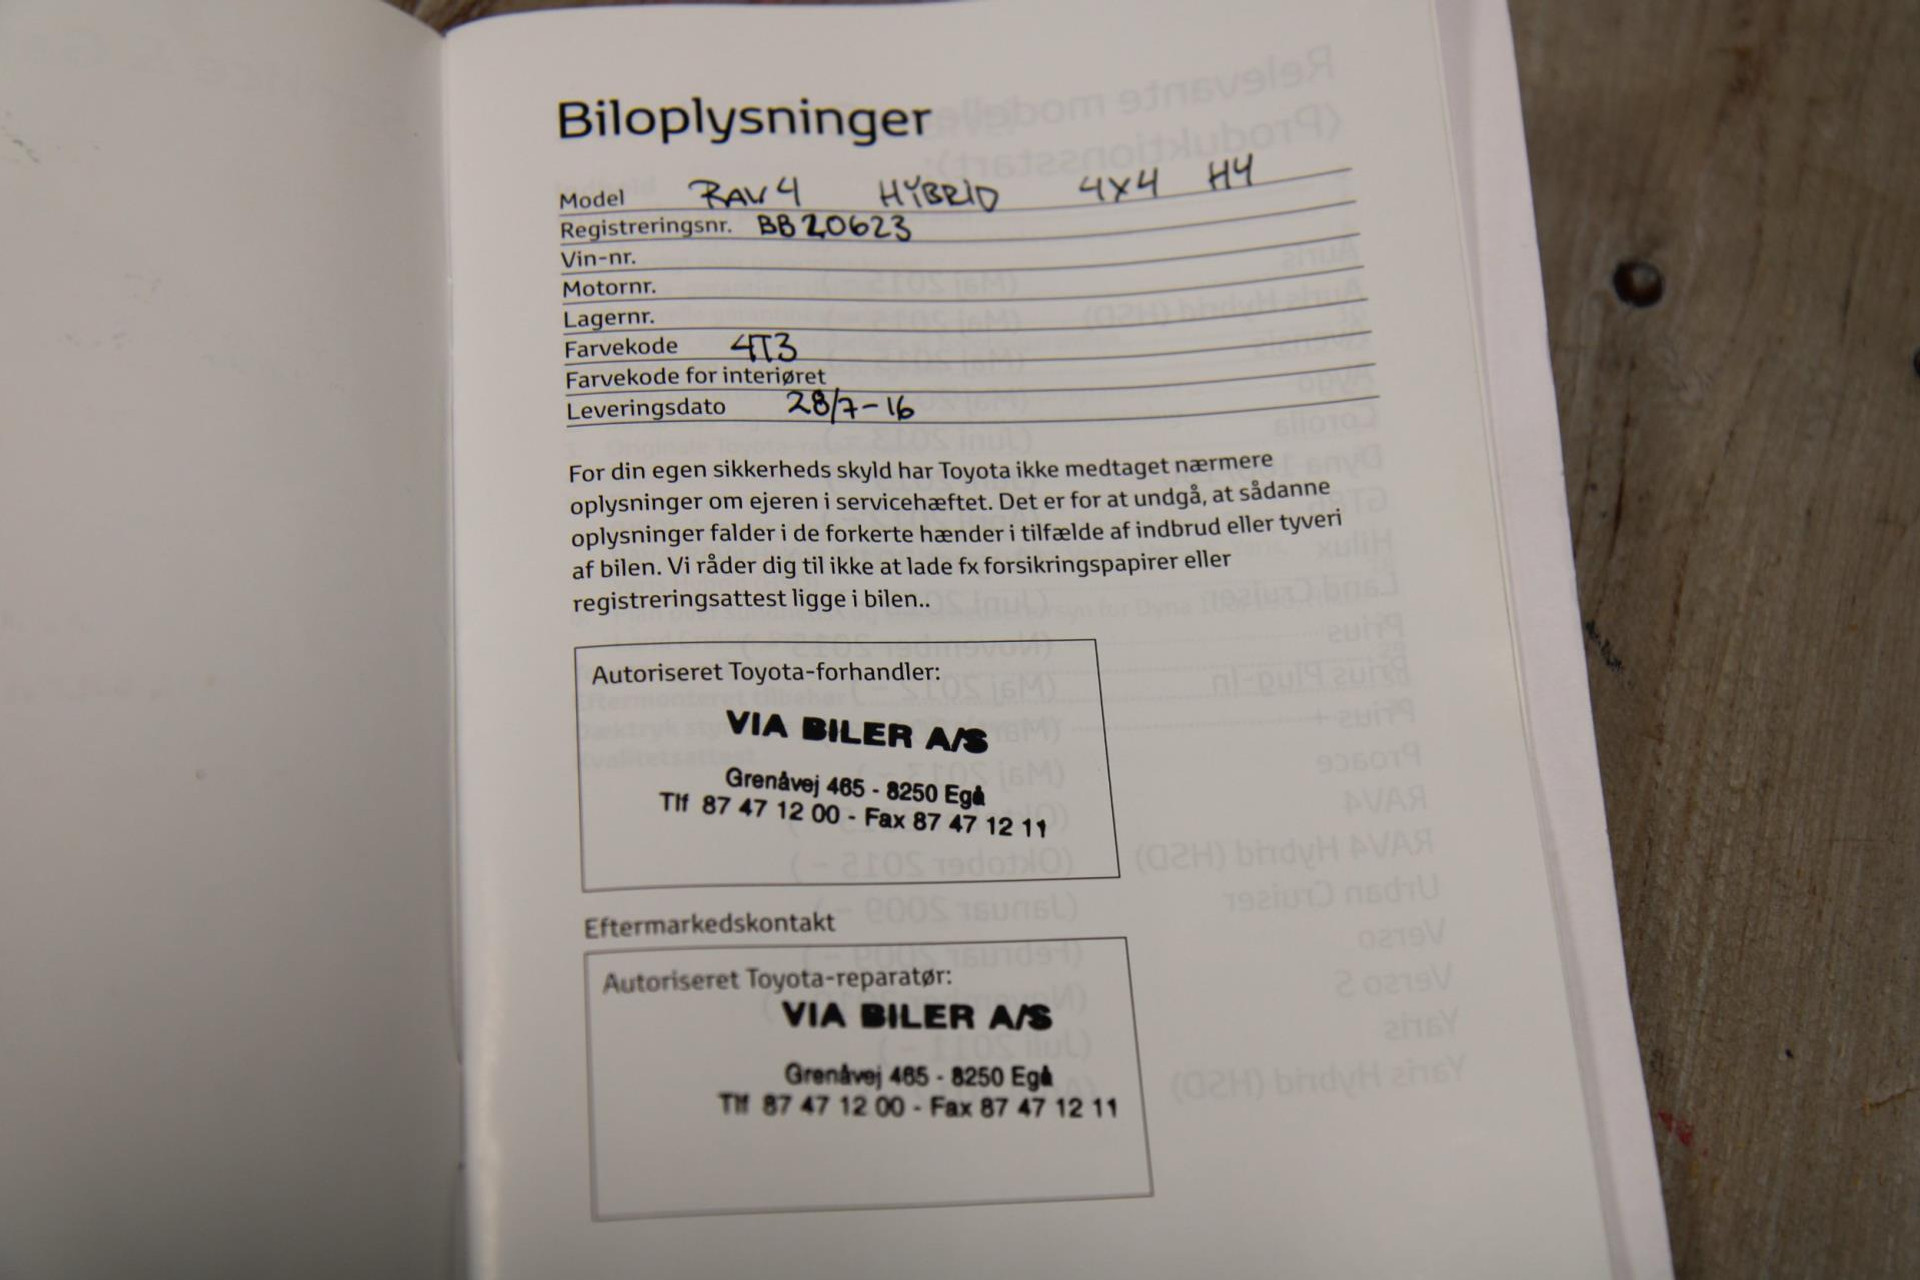 Biloplysninger
Model RAV4 HYBRID 4X4 H4
Registreringsnr. BB20623
Vin-nr.
Motornr.
Lagernr.
Farvekode 4T3
Farvekode for interiøret
Leveringsdato 28/7-16
For din egen sikkerheds skyld har Toyota ikke medtaget nærmere
oplysninger om ejeren i servicehæftet. Det er for at undgå, at sådanne
oplysninger falder i de forkerte hænder i tilfælde af indbrud eller tyveri
af bilen. Vi råder dig til ikke at lade fx forsikringspapirer eller
registreringsattest ligge i bilen..
Autoriseret Toyota-forhandler:
VIA BILER A/S
Grenåvej 465 - 8250 Egå
Tlf 87 47 12 00 - Fax 87 47 12 11
Eftermarkedskontakt
Autoriseret Toyota-reparatør:
VIA BILER A/S
Grenåvej 465 - 8250 Egå
Tlf 87 47 12 00 - Fax 87 47 12 11